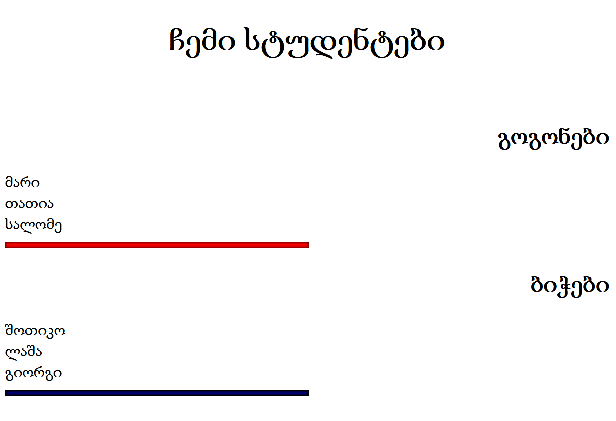 ჩემი სტუდენტები
გოგონები
მარი
თათია
სალომე
ბიჭები
შოთიკო
ლაშა
გიორგი